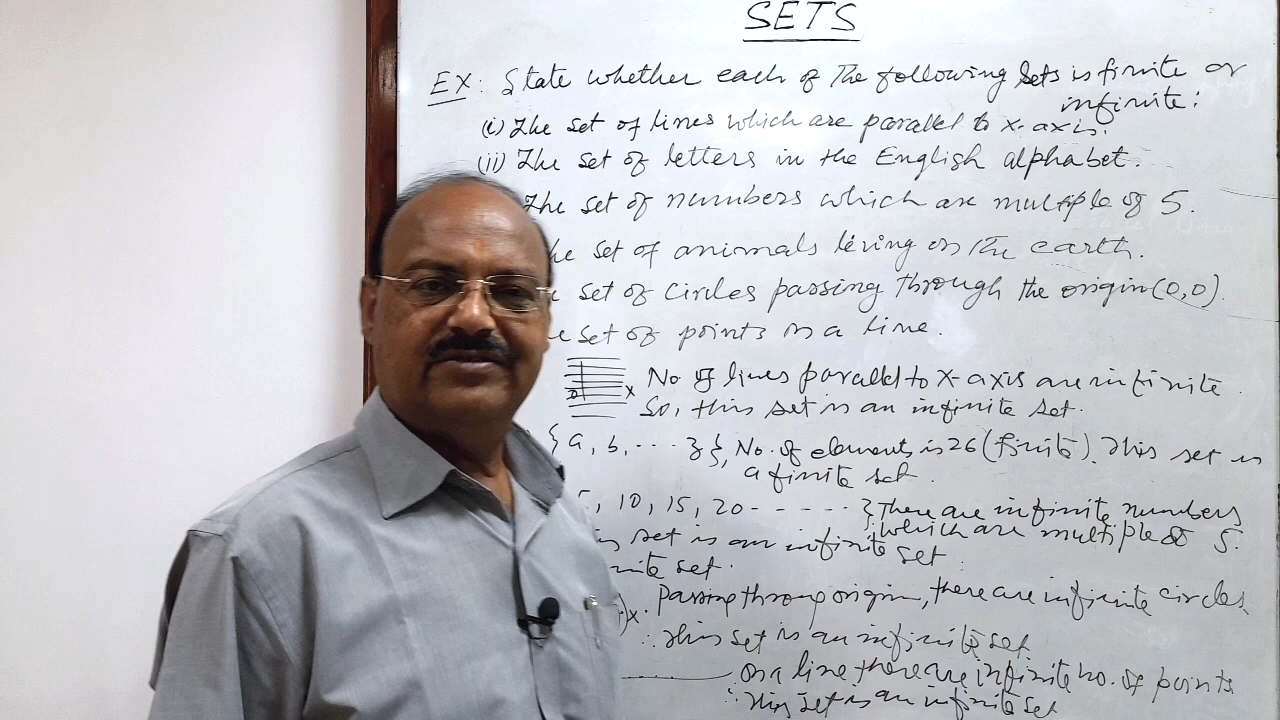 SETS
EX: State whether each of the following sets is finite or
infinite:
(i) The set of lines which are parallel to x-axis.
(ii) The set of letters in the English alphabet.
The set of numbers which are multiple of 5.
he set of animals living on the earth.
e set of circles passing through the origin (0,0).
e set of points on a line.
0 x No of lines parallel to x-axis are infinite.
So, this set is an infinite set.
{a, b, --- z}, No. of elements is 26 (finite). This set is
a finite set.
5, 10, 15, 20 - - - - - - } There are infinite numbers
which are multiple of 5.
set is an infinite set
nite set.
x. Passing through origin, there are infinite circles
∴ This set is an infinite set
on a line there are infinite no. of points
∴ This set is an infinite set